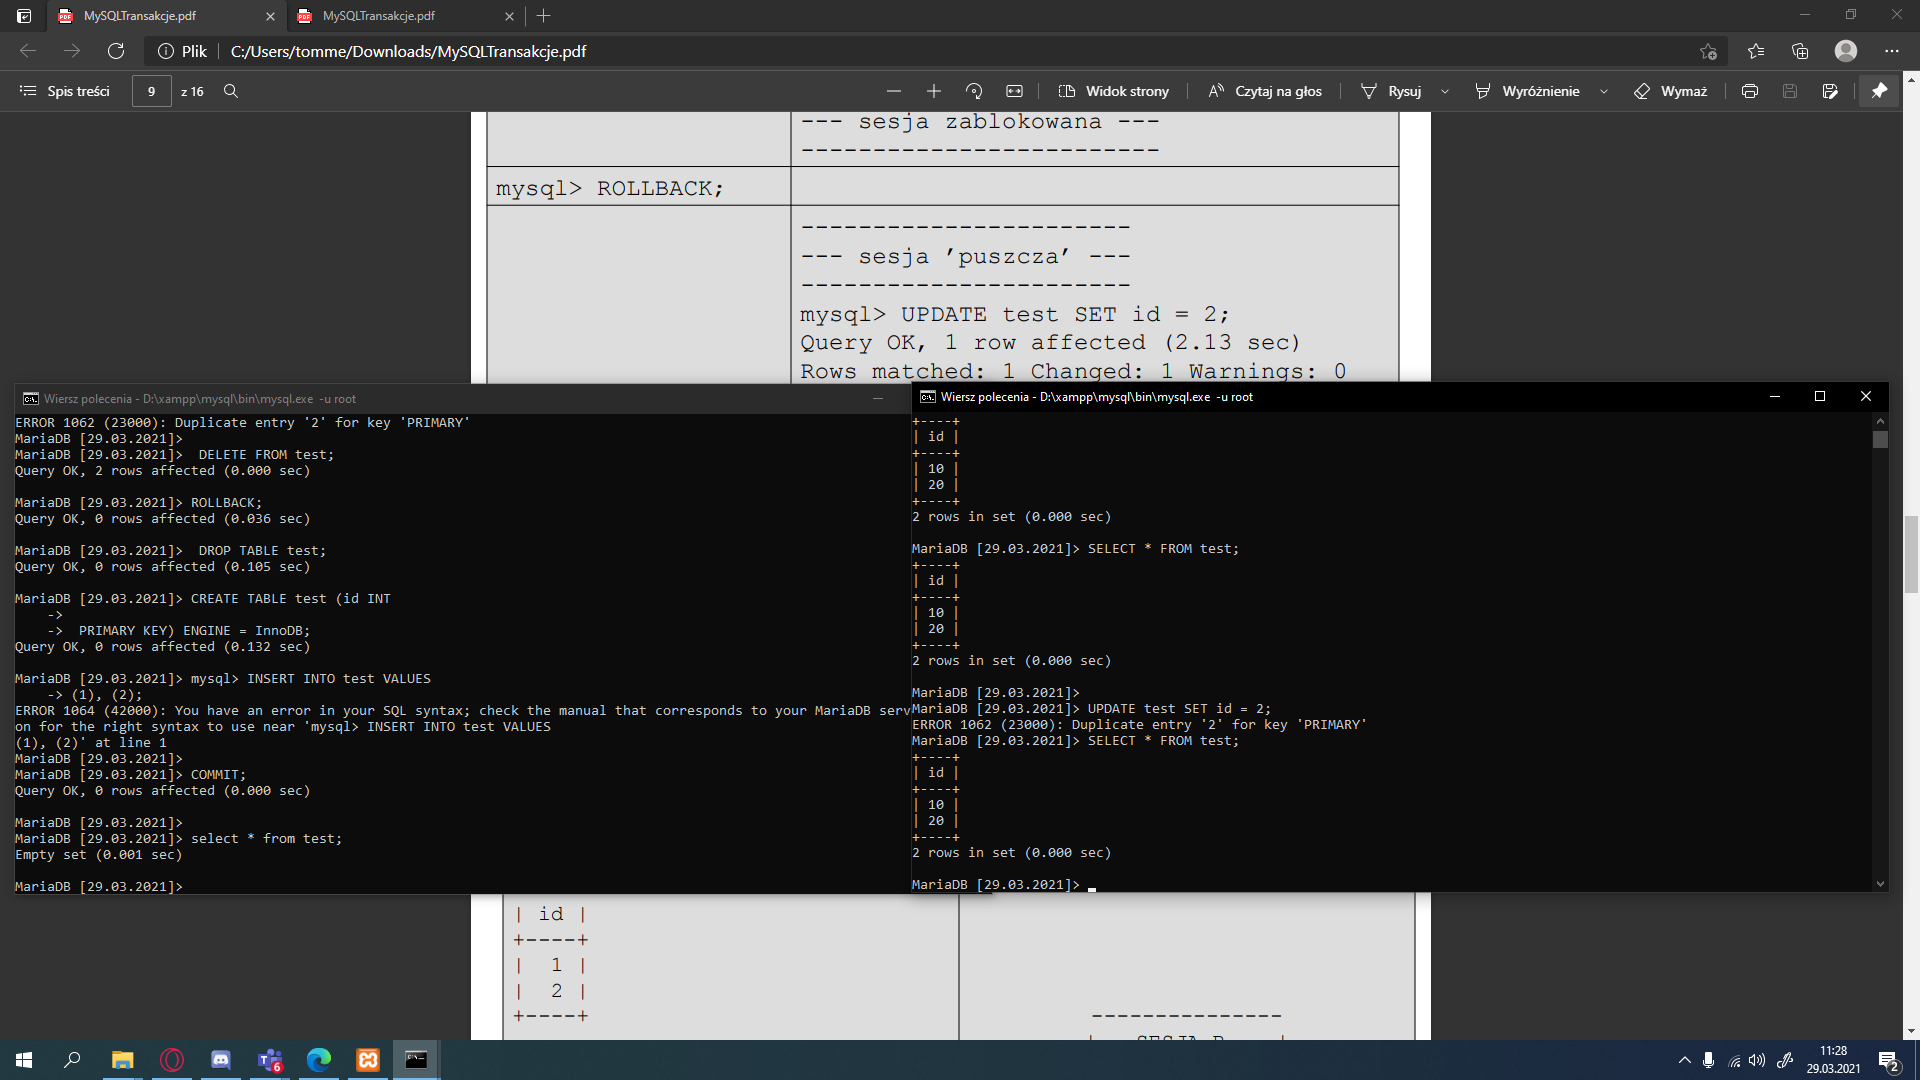 MySQLTransakcje.pdf
MySQLTransakcje.pdf
Plik
C:/Users/tomme/Downloads/MySQLTransakcje.pdf
Spis treści
9
z 16
Widok strony
Czytaj na głos
Rysuj
Wyróżnienie
Wymaż
--- sesja zablokowana ---
-------------------------
mysql> ROLLBACK;
-----------------------
--- sesja ’puszcza’ ---
-----------------------
mysql> UPDATE test SET id = 2;
Query OK, 1 row affected (2.13 sec)
Rows matched: 1 Changed: 1 Warnings: 0
Wiersz polecenia - D:\xampp\mysql\bin\mysql.exe -u root
ERROR 1062 (23000): Duplicate entry '2' for key 'PRIMARY'
MariaDB [29.03.2021]>
MariaDB [29.03.2021]>  DELETE FROM test;
Query OK, 2 rows affected (0.000 sec)
MariaDB [29.03.2021]> ROLLBACK;
Query OK, 0 rows affected (0.036 sec)
MariaDB [29.03.2021]>  DROP TABLE test;
Query OK, 0 rows affected (0.105 sec)
MariaDB [29.03.2021]> CREATE TABLE test (id INT
    ->
    ->  PRIMARY KEY) ENGINE = InnoDB;
Query OK, 0 rows affected (0.132 sec)
MariaDB [29.03.2021]> mysql> INSERT INTO test VALUES
    -> (1), (2);
ERROR 1064 (42000): You have an error in your SQL syntax; check the manual that corresponds to your MariaDB serv
on for the right syntax to use near 'mysql> INSERT INTO test VALUES
(1), (2)' at line 1
MariaDB [29.03.2021]>
MariaDB [29.03.2021]> COMMIT;
Query OK, 0 rows affected (0.000 sec)
MariaDB [29.03.2021]>
MariaDB [29.03.2021]> select * from test;
Empty set (0.001 sec)
MariaDB [29.03.2021]>
Wiersz polecenia - D:\xampp\mysql\bin\mysql.exe -u root
+----+
| id |
+----+
| 10 |
| 20 |
+----+
2 rows in set (0.000 sec)
MariaDB [29.03.2021]> SELECT * FROM test;
+----+
| id |
+----+
| 10 |
| 20 |
+----+
2 rows in set (0.000 sec)
MariaDB [29.03.2021]>
MariaDB [29.03.2021]> UPDATE test SET id = 2;
ERROR 1062 (23000): Duplicate entry '2' for key 'PRIMARY'
MariaDB [29.03.2021]> SELECT * FROM test;
+----+
| id |
+----+
| 10 |
| 20 |
+----+
2 rows in set (0.000 sec)
MariaDB [29.03.2021]> _
| id |
+----+
|  1 |
|  2 |
+----+
---------------
| SESJA B |
6
11:28
29.03.2021
2